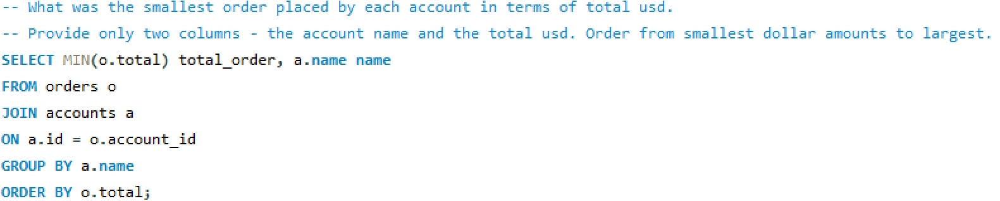 -- What was the smallest order placed by each account in terms of total usd.
-- Provide only two columns - the account name and the total usd. Order from smallest dollar amounts to largest.
SELECT MIN(o.total) total_order, a.name name
FROM orders o
JOIN accounts a
ON a.id = o.account_id
GROUP BY a.name
ORDER BY o.total;